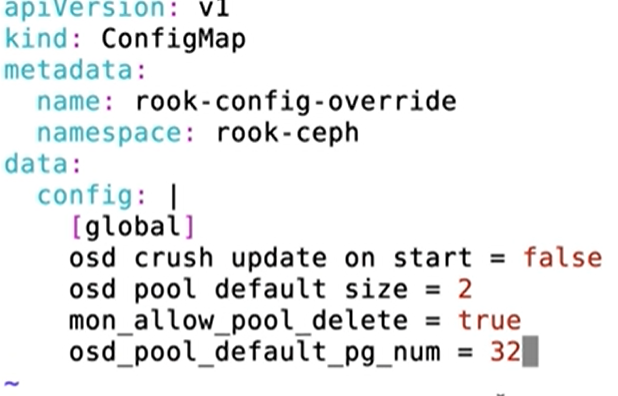 apiVersion: v1
kind: ConfigMap
metadata:
  name: rook-config-override
  namespace: rook-ceph
data:
  config: |
    [global]
    osd crush update on start = false
    osd pool default size = 2
    mon_allow_pool_delete = true
    osd_pool_default_pg_num = 32
~